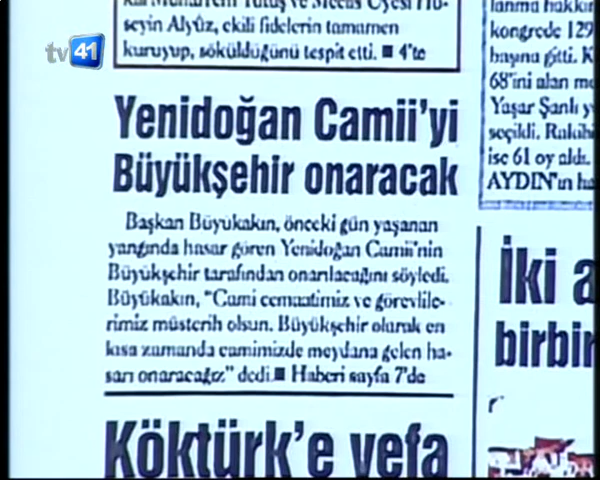 tv41
seyin Alyüz, ekili fidelerin tamamen
kuruyup, söküldüğünü tespit etti. ■ 4'te
Yenidoğan Camii'yi
Büyükşehir onaracak
Başkan Büyükakın, önceki gün yaşanan
yangında hasar gören Yenidoğan Camii'nin
Büyükşehir tarafından onarılacağını söyledi.
Büyükakın, "Cami cemaatimiz ve görevlile-
rimiz müsterih olsun. Büyükşehir olarak en
kısa zamanda camimizde meydana gelen ha-
sarı onaracağız" dedi. ■ Haberi sayfa 7'de
Köktürk'e vefa
kongrede 129
başına gitti. K
68'ini alan me
Yaşar Şanlı y
seçildi. Rakibi
ise 61 oy aldı.
AYDIN'ın ha
İki a
birbir